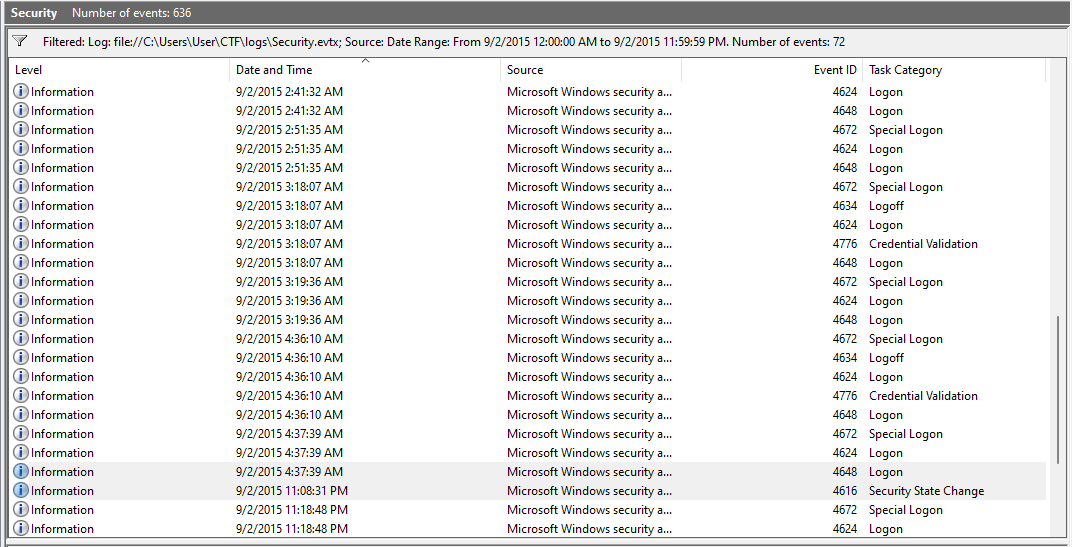 Security Number of events: 636
Filtered: Log: file://C:\Users\User\CTF\logs\Security.evtx; Source: Date Range: From 9/2/2015 12:00:00 AM to 9/2/2015 11:59:59 PM. Number of events: 72
Level Date and Time Source Event ID Task Category
Information 9/2/2015 2:41:32 AM Microsoft Windows security a... 4624 Logon
Information 9/2/2015 2:41:32 AM Microsoft Windows security a... 4648 Logon
Information 9/2/2015 2:51:35 AM Microsoft Windows security a... 4672 Special Logon
Information 9/2/2015 2:51:35 AM Microsoft Windows security a... 4624 Logon
Information 9/2/2015 2:51:35 AM Microsoft Windows security a... 4648 Logon
Information 9/2/2015 3:18:07 AM Microsoft Windows security a... 4672 Special Logon
Information 9/2/2015 3:18:07 AM Microsoft Windows security a... 4634 Logoff
Information 9/2/2015 3:18:07 AM Microsoft Windows security a... 4624 Logon
Information 9/2/2015 3:18:07 AM Microsoft Windows security a... 4776 Credential Validation
Information 9/2/2015 3:18:07 AM Microsoft Windows security a... 4648 Logon
Information 9/2/2015 3:19:36 AM Microsoft Windows security a... 4672 Special Logon
Information 9/2/2015 3:19:36 AM Microsoft Windows security a... 4624 Logon
Information 9/2/2015 3:19:36 AM Microsoft Windows security a... 4648 Logon
Information 9/2/2015 4:36:10 AM Microsoft Windows security a... 4672 Special Logon
Information 9/2/2015 4:36:10 AM Microsoft Windows security a... 4634 Logoff
Information 9/2/2015 4:36:10 AM Microsoft Windows security a... 4624 Logon
Information 9/2/2015 4:36:10 AM Microsoft Windows security a... 4776 Credential Validation
Information 9/2/2015 4:36:10 AM Microsoft Windows security a... 4648 Logon
Information 9/2/2015 4:37:39 AM Microsoft Windows security a... 4672 Special Logon
Information 9/2/2015 4:37:39 AM Microsoft Windows security a... 4624 Logon
Information 9/2/2015 4:37:39 AM Microsoft Windows security a... 4648 Logon
Information 9/2/2015 11:08:31 PM Microsoft Windows security a... 4616 Security State Change
Information 9/2/2015 11:18:48 PM Microsoft Windows security a... 4672 Special Logon
Information 9/2/2015 11:18:48 PM Microsoft Windows security a... 4624 Logon